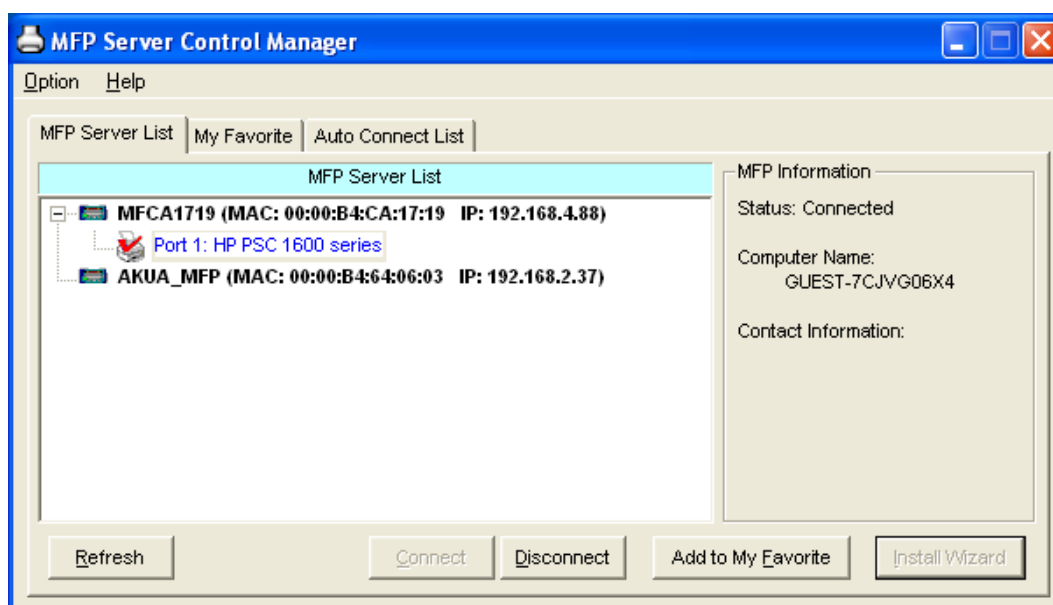 MFP Server Control Manager
Option Help
MFP Server List My Favorite Auto Connect List
MFP Server List
MFCA1719 (MAC: 00:00:B4:CA:17:19 IP: 192.168.4.88)
Port 1: HP PSC 1600 series
AKUA_MFP (MAC: 00:00:B4:64:06:03 IP: 192.168.2.37)
MFP Information
Status: Connected
Computer Name:
GUEST-7CJVG06X4
Contact Information:
Refresh Connect Disconnect Add to My Favorite Install Wizard